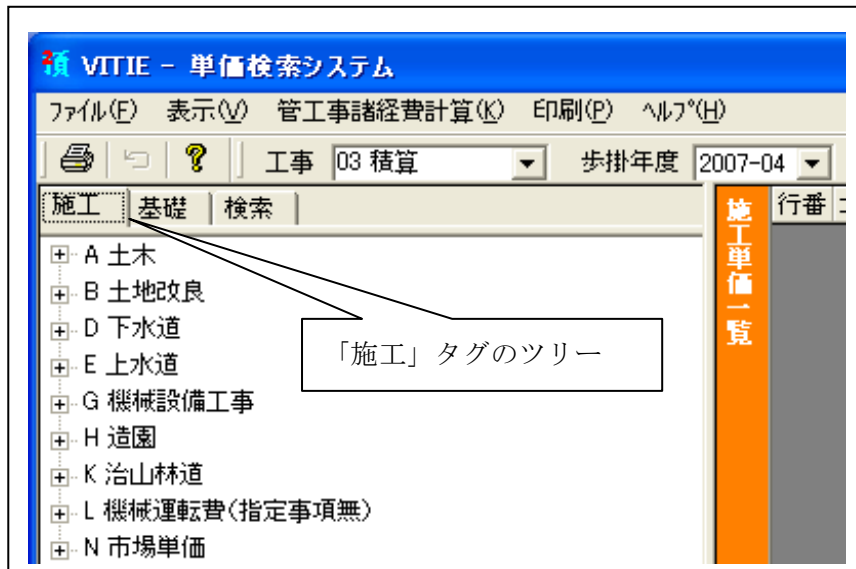 VITIE - 単価検索システム
ファイル(F) 表示(V) 管工事諸経費計算(K) 印刷(P) ヘルプ(H)
工事 03 積算 歩掛年度 2007-04
施工 基礎 検索
A 土木
B 土地改良
D 下水道
E 上水道
G 機械設備工事
H 造園
K 治山林道
L 機械運転費(指定事項無)
N 市場単価
「施工」タグのツリー
施工単価一覧
行番